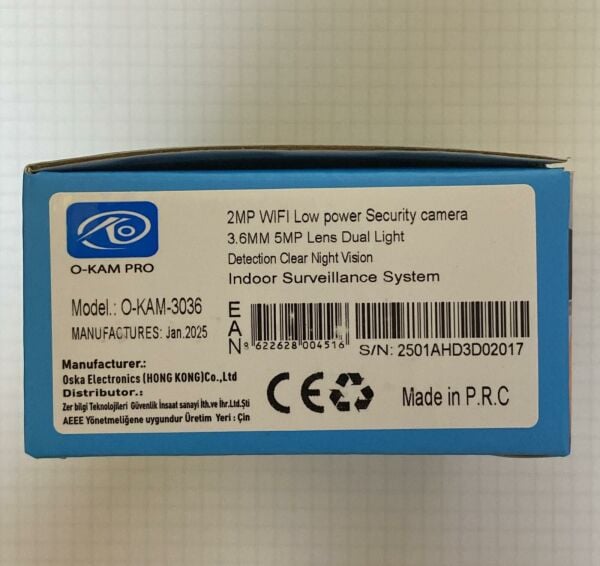 O-KAM PRO
2MP WIFI Low power Security camera
3.6MM 5MP Lens Dual Light
Detection Clear Night Vision
Indoor Surveillance System
Model.: O-KAM-3036
MANUFACTURES: Jan.2025
EAN
9 622628 004516
S/N: 2501AHD3D02017
Manufacturer.:
Oska Electronics (HONG KONG)Co.,Ltd
Distributor.:
Zer bilgi Teknolojileri Güvenlik İnsaat sanayi İth.ve İhr.Ltd.Şti
AEEE Yönetmeliğene uygundur Üretim Yeri : Çin
CE
Made in P.R.C